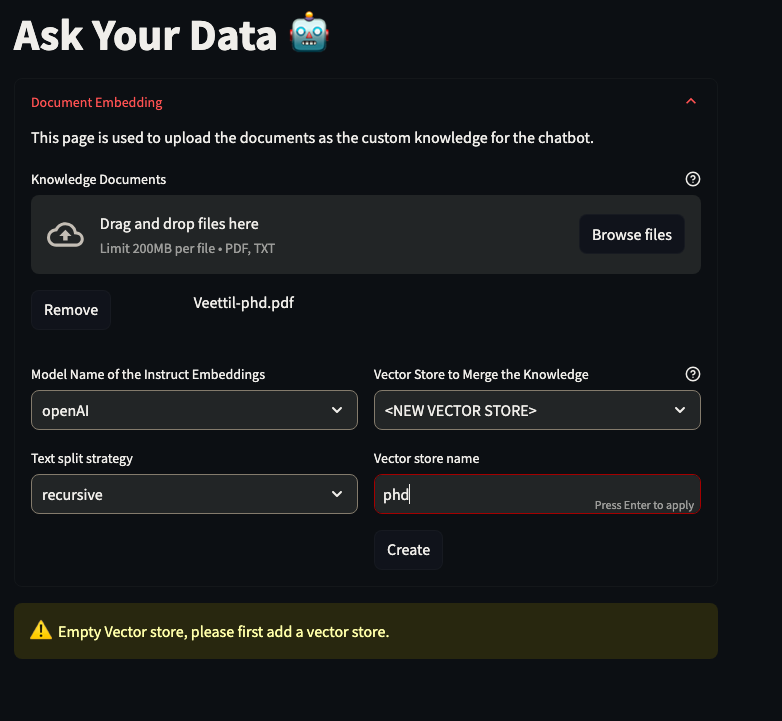 Ask Your Data 🤖
Document Embedding
This page is used to upload the documents as the custom knowledge for the chatbot.
Knowledge Documents
Drag and drop files here
Limit 200MB per file • PDF, TXT
Browse files
Remove
Veettil-phd.pdf
Model Name of the Instruct Embeddings
Vector Store to Merge the Knowledge
openAI
<NEW VECTOR STORE>
Text split strategy
Vector store name
recursive
phd
Press Enter to apply
Create
⚠️ Empty Vector store, please first add a vector store.